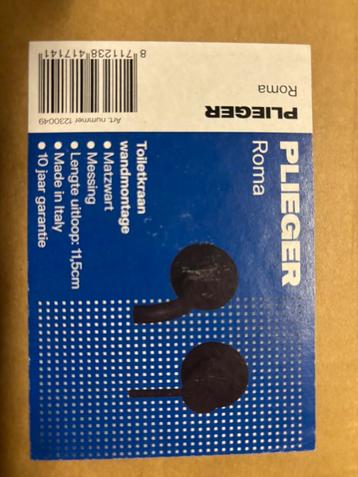 PLIEGER
Roma
Toiletkraan
wandmontage
• Matzwart
• Messing
• Lengte uitloop: 11,5cm
• Made in Italy
• 10 jaar garantie
PLIEGER
Roma
8 711238 417141
Art. nummer 1230049